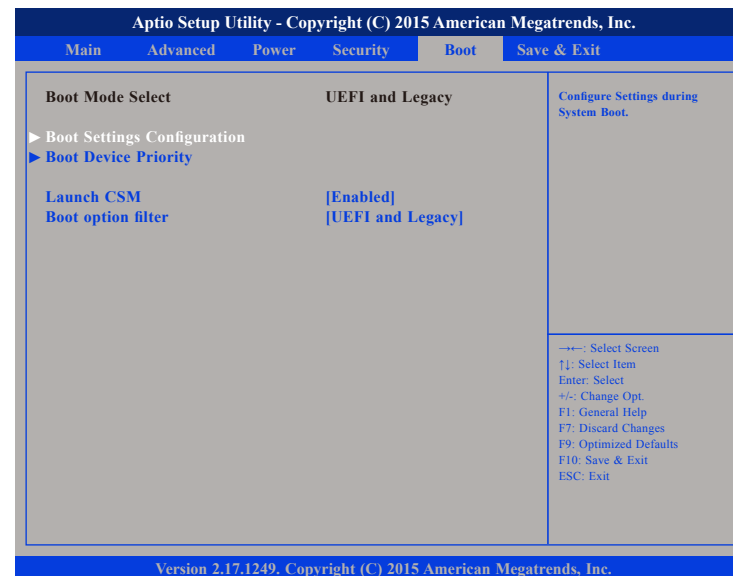 Aptio Setup Utility - Copyright (C) 2015 American Megatrends, Inc.
Main Advanced Power Security Boot Save & Exit
Boot Mode Select UEFI and Legacy
▶ Boot Settings Configuration
▶ Boot Device Priority
Launch CSM [Enabled]
Boot option filter [UEFI and Legacy]
Configure Settings during
System Boot.
→←: Select Screen
↑↓: Select Item
Enter: Select
+/-: Change Opt.
F1: General Help
F7: Discard Changes
F9: Optimized Defaults
F10: Save & Exit
ESC: Exit
Version 2.17.1249. Copyright (C) 2015 American Megatrends, Inc.